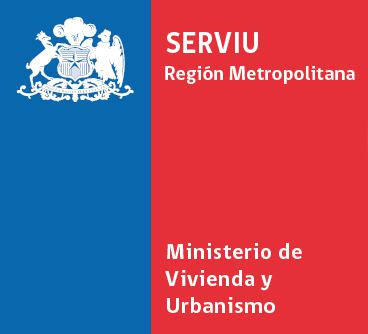 SERVIU
Región Metropolitana
Ministerio de
Vivienda y
Urbanismo